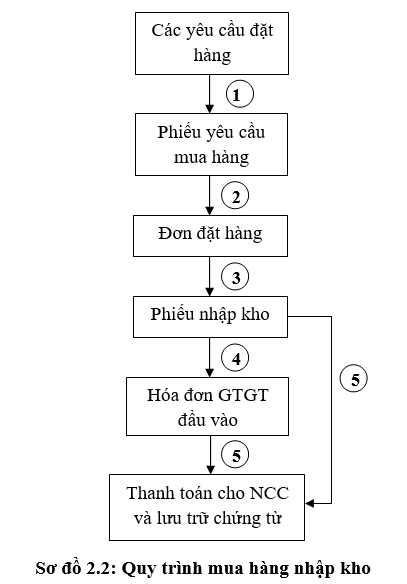 Các yêu cầu đặt
hàng
1
Phiếu yêu cầu
mua hàng
2
Đơn đặt hàng
3
Phiếu nhập kho
4
5
Hóa đơn GTGT
đầu vào
5
Thanh toán cho NCC
và lưu trữ chứng từ
Sơ đồ 2.2: Quy trình mua hàng nhập kho